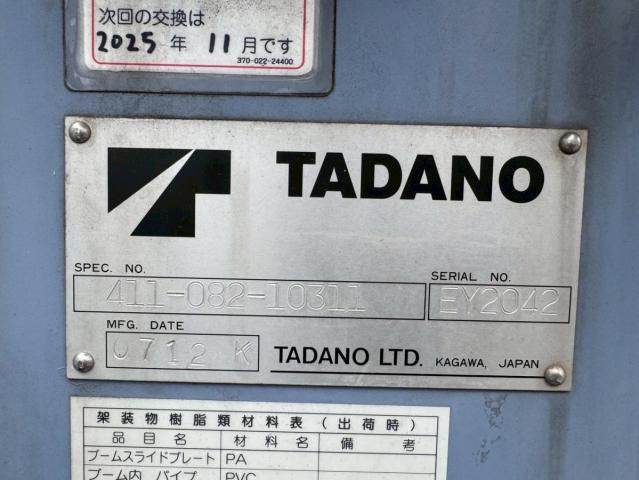 次回の交換は
2025 年 11 月です
370-022-24400
TADANO
SPEC. NO.
411-082-10311
SERIAL NO.
EY2042
MFG. DATE
0712 K
TADANO LTD. KAGAWA, JAPAN
架装物樹脂類材料表(出荷時)
品目名 材料名 備考
ブームスライドプレート PA
ブーム内 パイプ PVC